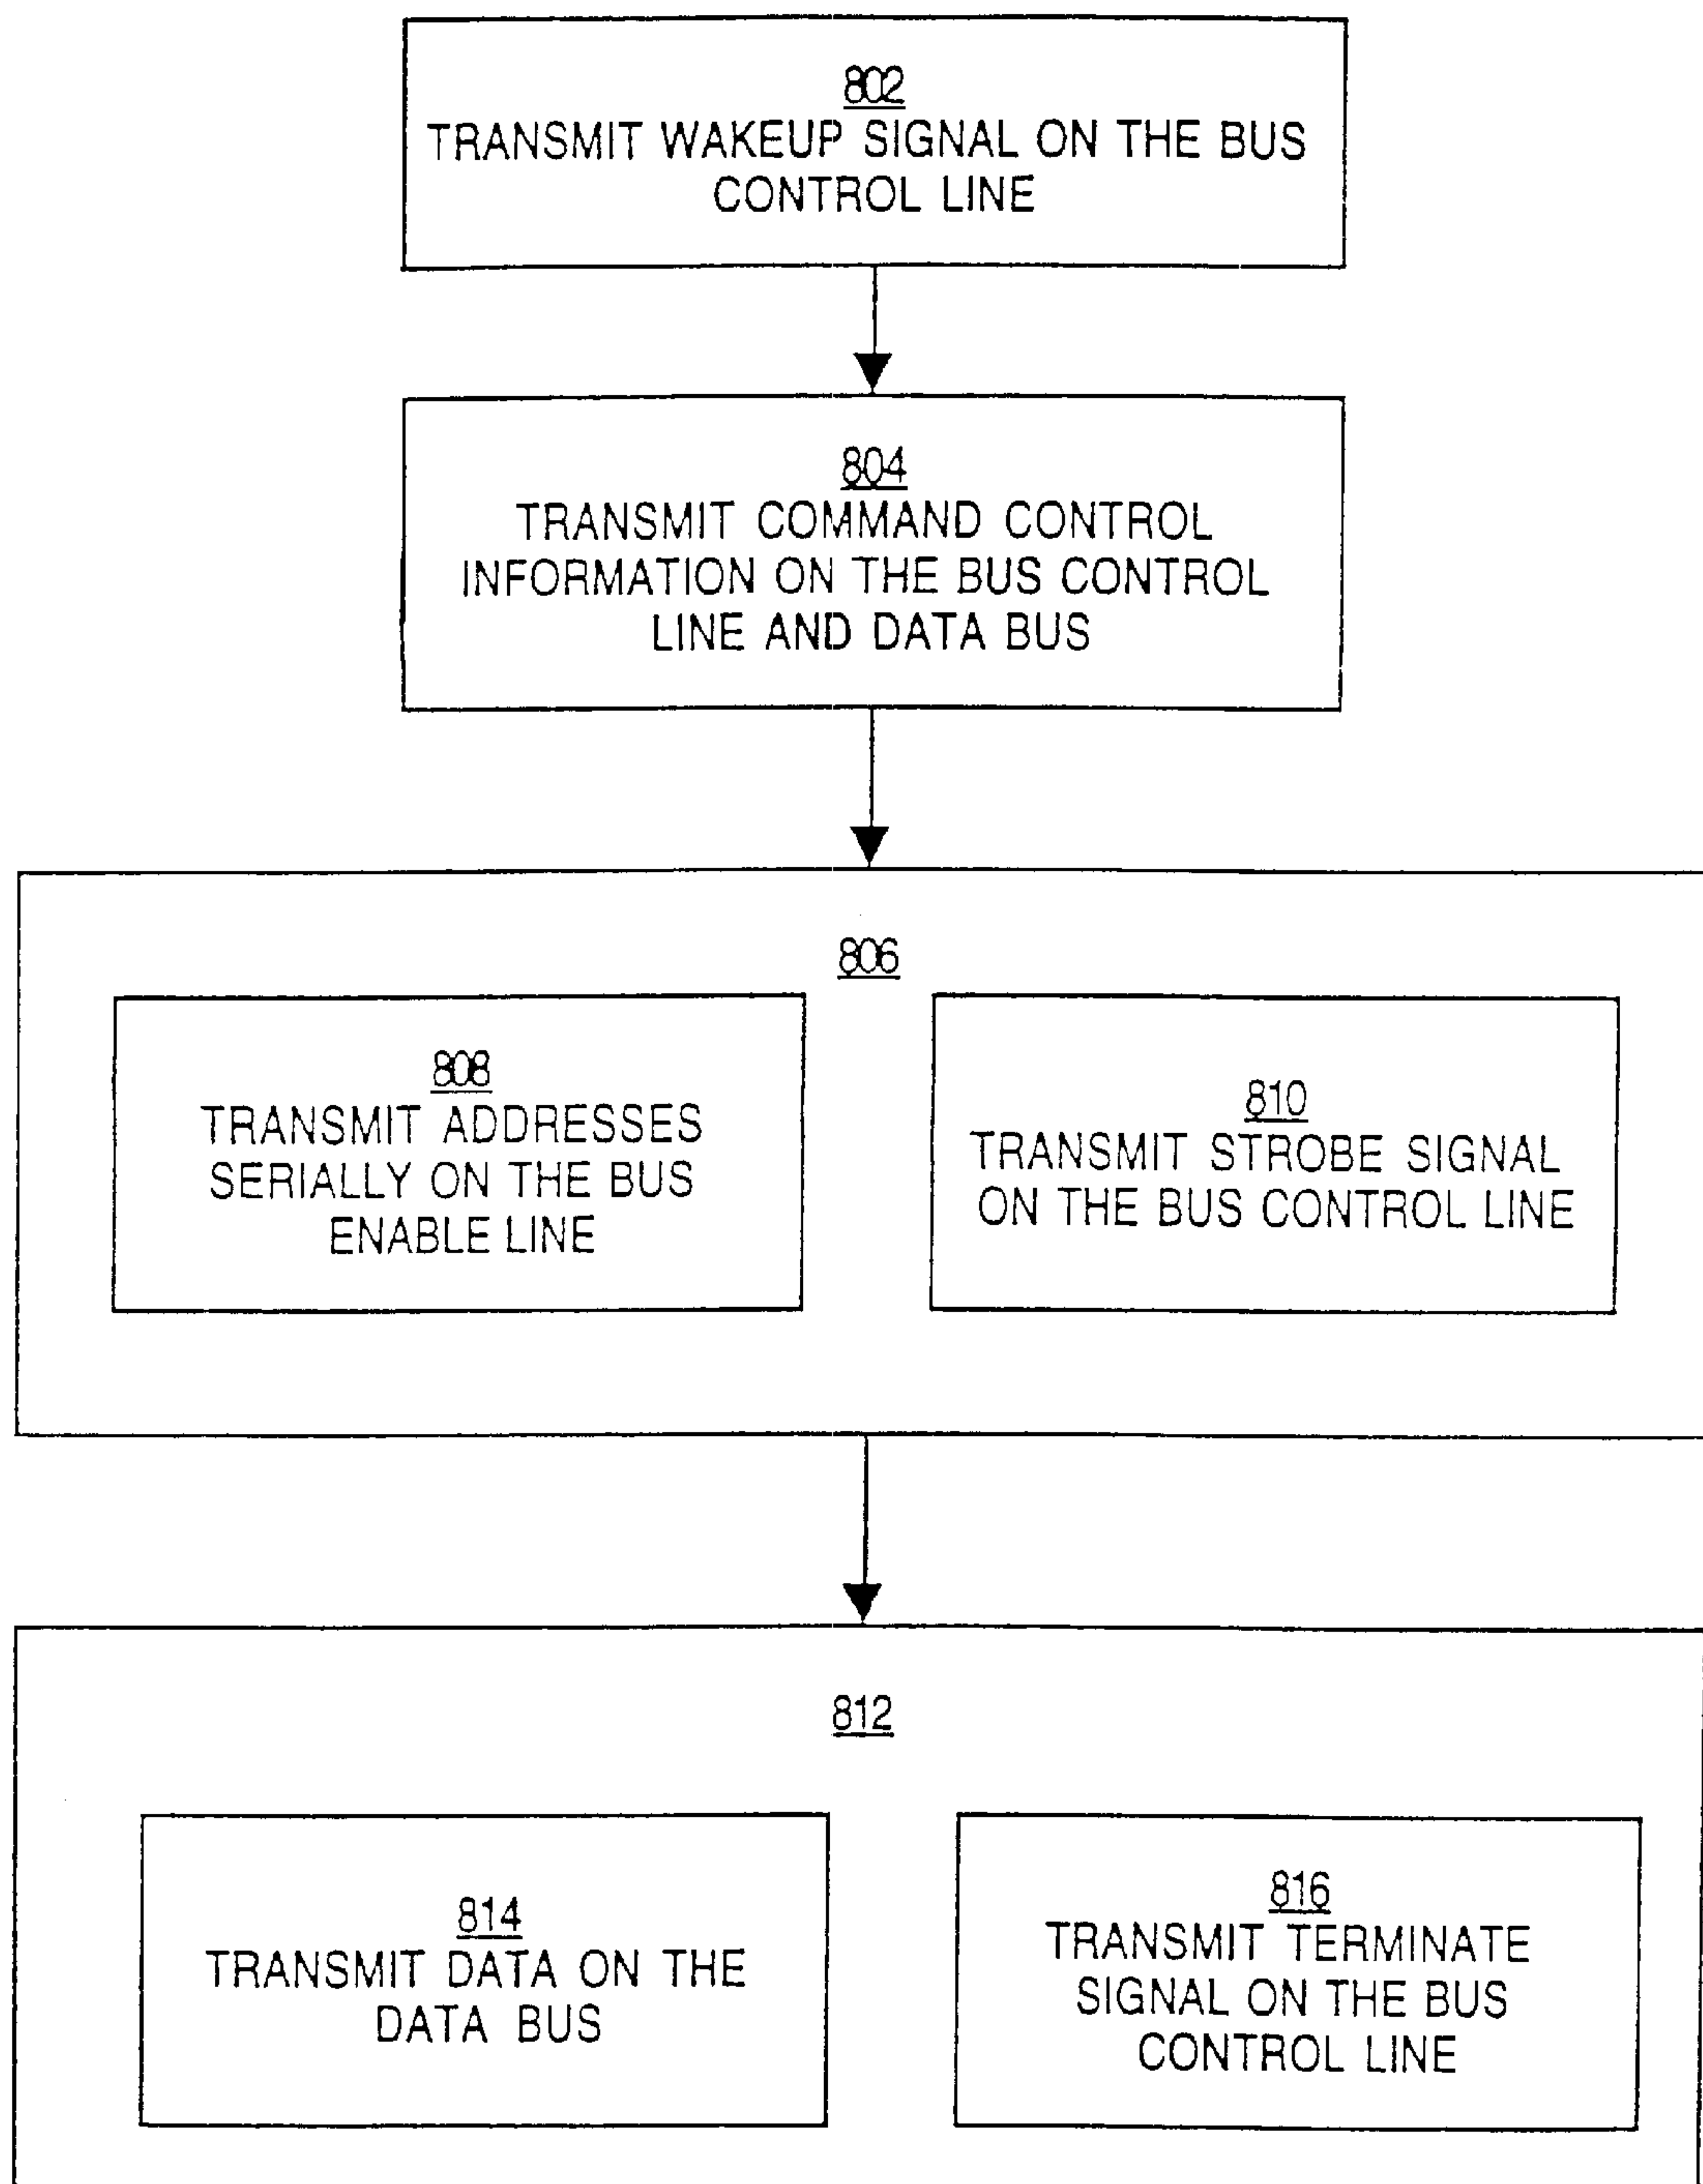 802
TRANSMIT WAKEUP SIGNAL ON THE BUS
CONTROL LINE
804
TRANSMIT COMMAND CONTROL
INFORMATION ON THE BUS CONTROL
LINE AND DATA BUS
806
808
TRANSMIT ADDRESSES
SERIALLY ON THE BUS
ENABLE LINE
810
TRANSMIT STROBE SIGNAL
ON THE BUS CONTROL LINE
812
814
TRANSMIT DATA ON THE
DATA BUS
816
TRANSMIT TERMINATE
SIGNAL ON THE BUS
CONTROL LINE